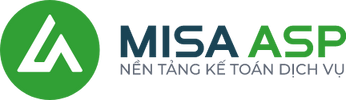 MISA ASP
NỀN TẢNG KẾ TOÁN DỊCH VỤ